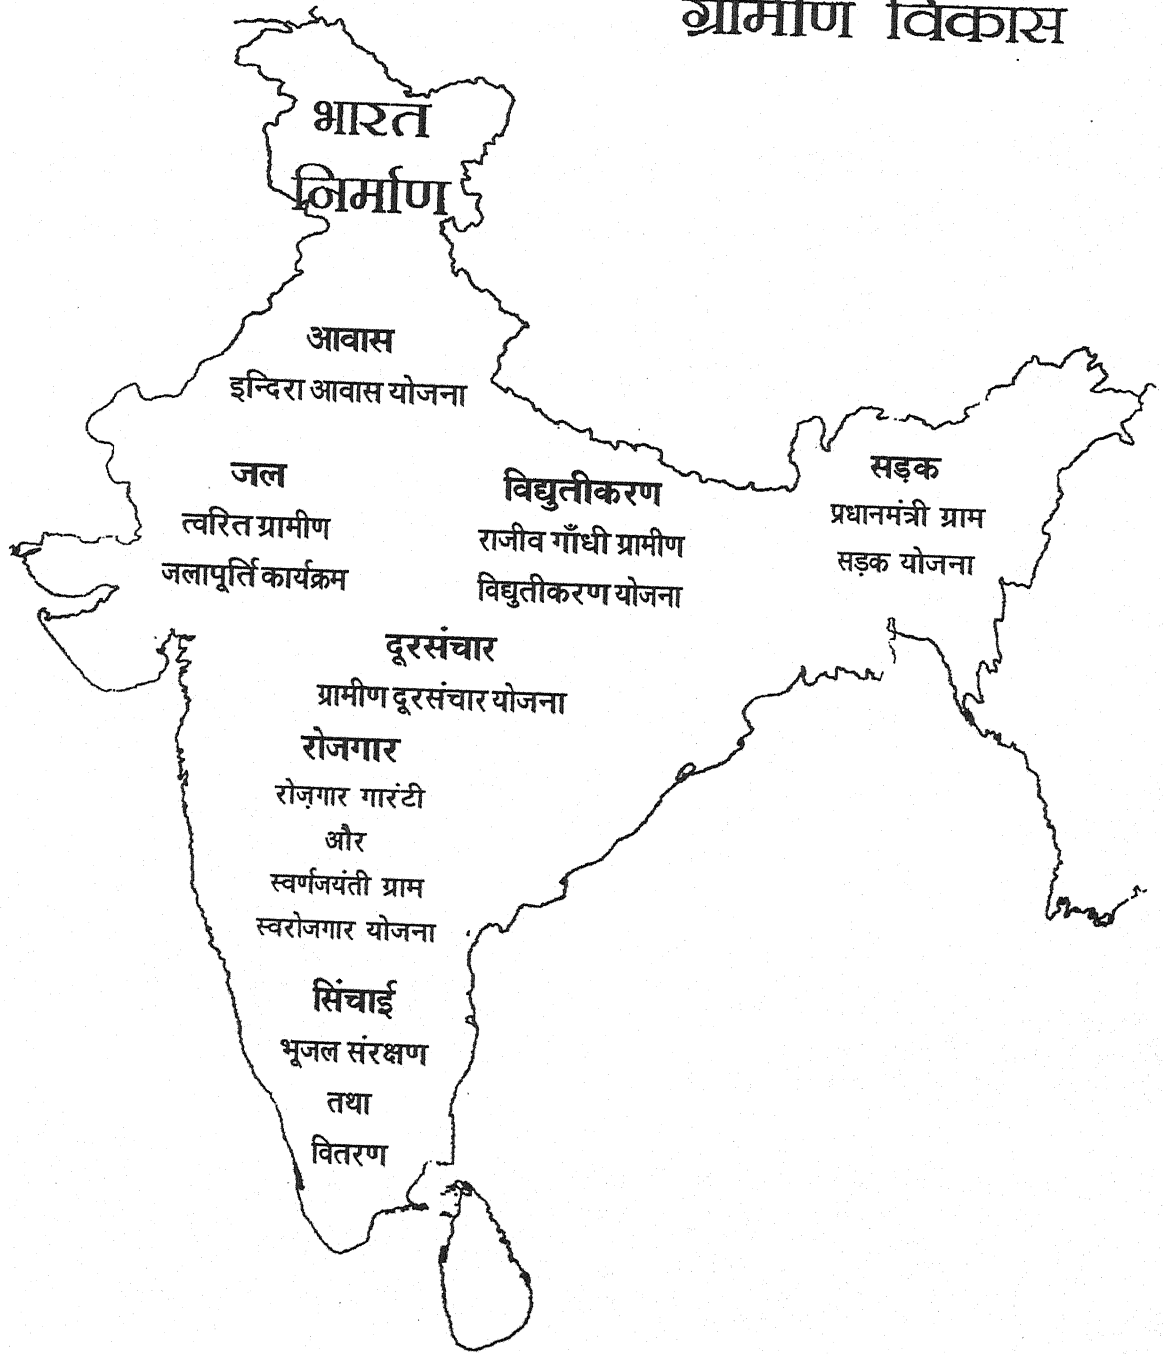 ग्रामीण विकास
भारत
निर्माण
आवास
इन्दिरा आवास योजना
जल
त्वरित ग्रामीण
जलापूर्ति कार्यक्रम
विद्युतीकरण
राजीव गाँधी ग्रामीण
विद्युतीकरण योजना
सड़क
प्रधानमंत्री ग्राम
सड़क योजना
दूरसंचार
ग्रामीण दूरसंचार योजना
रोजगार
रोज़गार गारंटी
और
स्वर्णजयंती ग्राम
स्वरोजगार योजना
सिंचाई
भूजल संरक्षण
तथा
वितरण